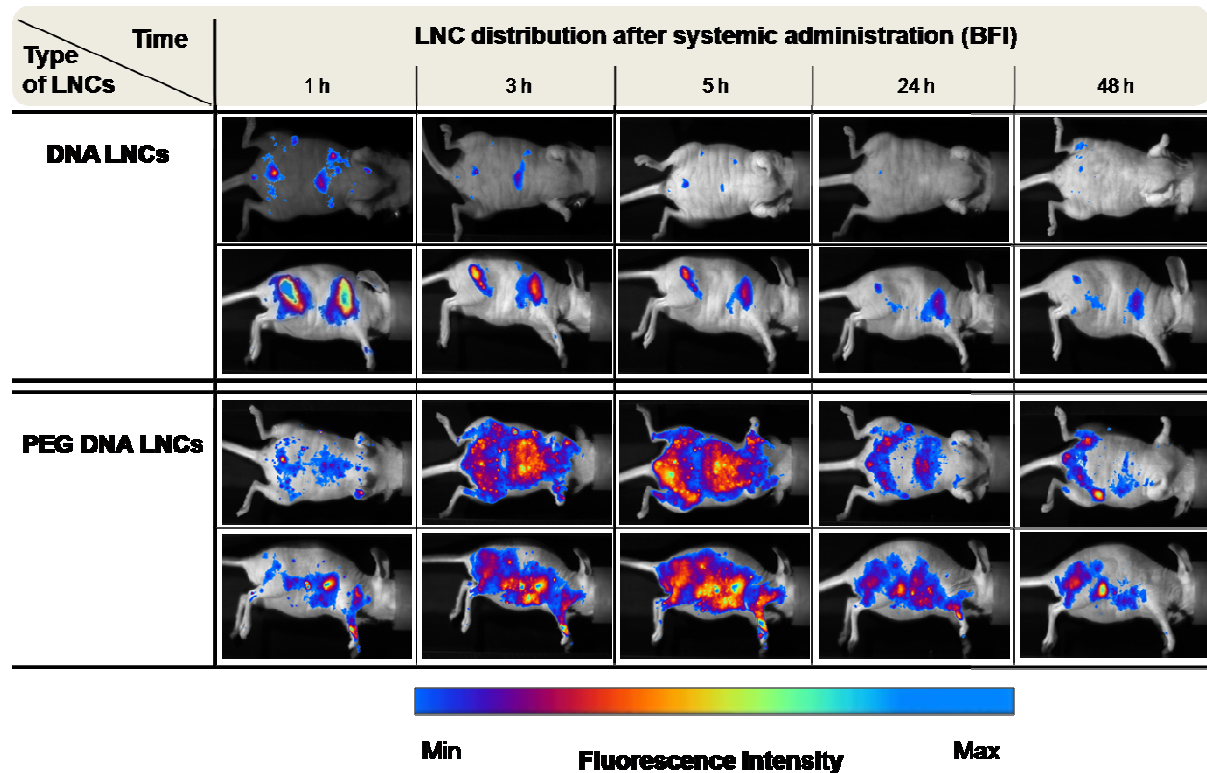 Time
Type
of LNCs
LNC distribution after systemic administration (BFI)
1 h
3 h
5 h
24 h
48 h
DNA LNCs
PEG DNA LNCs
Min
Fluorescence Intensity
Max